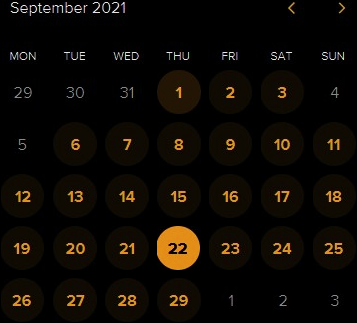 September 2021
MON TUE WED THU FRI SAT SUN
29 30 31 1 2 3 4
5 6 7 8 9 10 11
12 13 14 15 16 17 18
19 20 21 22 23 24 25
26 27 28 29 1 2 3